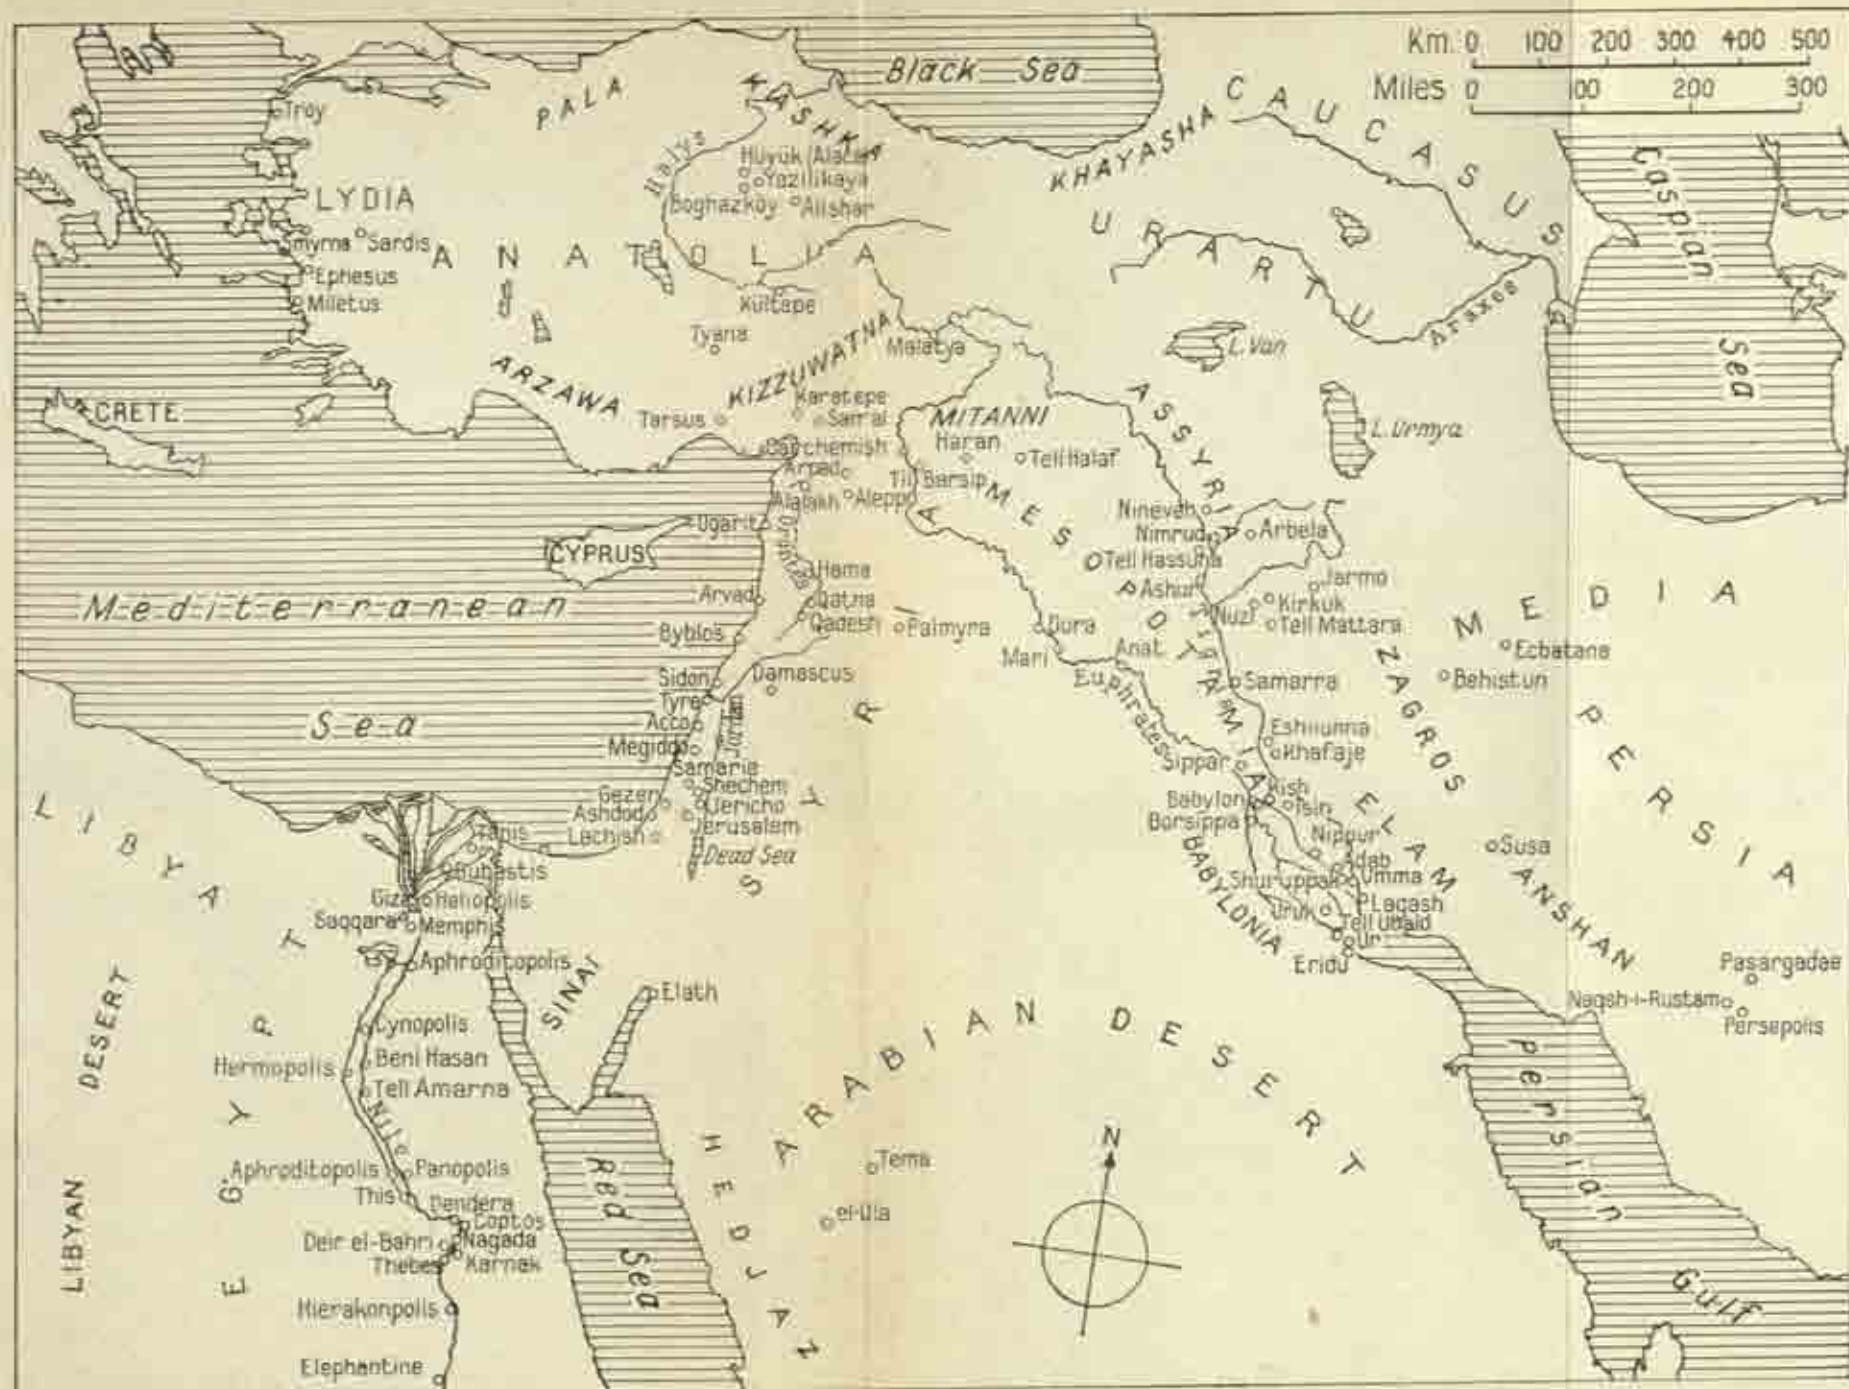 Km. 0 100 200 300 400 500
Miles 0 100 200 300
Black Sea
PALA
KASHKA
CAUCASUS
KHAYASHA
Caspian Sea
Troy
Halys
Hüyük (Alaca)
Yazilikaya
Boghazköy
Alishar
LYDIA
Smyrna
Sardis
ANATOLIA
URARTU
Ephesus
Miletus
Kültepe
Araxes
Tyana
Malatya
L. Van
ARZAWA
KIZZUWATNA
ASSYRIA
CRETE
Karatepe
Tarsus
Sam'al
MITANNI
L. Urmya
Carchemish
Haran
Tell Halaf
Arpad
Til Barsip
Alalakh
Aleppo
MESOPOTAMIA
Nineveh
Ugarit
Orontes
Nimrud
Arbela
CYPRUS
Tell Hassuna
Hama
Ashur
Jarmo
Mediterranean Sea
Arvad
Qatna
Nuzi
Kirkuk
MEDIA
Qadesh
Palmyra
Dura
Tell Mattara
Byblos
Mari
Anat
Tigris
Ecbatana
Sidon
Damascus
Euphrates
Samarra
ZAGROS
Behistun
Tyre
SYRIA
Acco
Jordan
Eshnunna
PERSIA
Megiddo
Khafaje
Sippar
Samaria
Shechem
Kish
Gezer
Jericho
Babylon
Isin
ELAM
Ashdod
Jerusalem
Borsippa
LIBYA
Tanis
Lachish
Nippur
Susa
Dead Sea
BABYLONIA
Adab
Bubastis
Shuruppak
Umma
ANSHAN
Giza
Heliopolis
Lagash
Saqqara
Memphis
Uruk
Tell Ubaid
Ur
Aphroditopolis
Eridu
Pasargadae
SINAI
Elath
Naqsh-i-Rustam
Persepolis
ARABIAN DESERT
Lynopolis
EGYPT
Beni Hasan
Hermopolis
Tell Amarna
Persian Gulf
Nile
N
Aphroditopolis
Panopolis
Tema
This
Red Sea
HEDJAZ
LIBYAN DESERT
Dendera
Coptos
el-Ula
Deir el-Bahri
Nagada
Thebes
Karnak
Hierakonpolis
Elephantine